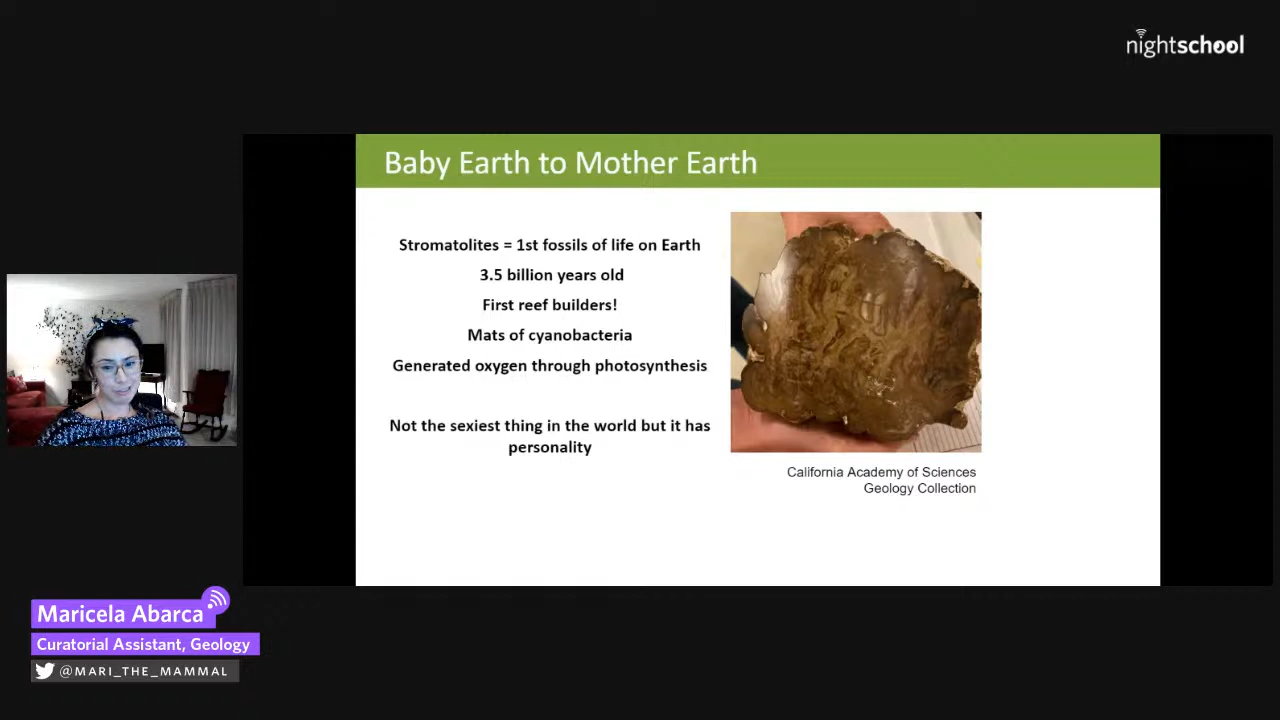 nightschool
Baby Earth to Mother Earth
Stromatolites = 1st fossils of life on Earth
3.5 billion years old
First reef builders!
Mats of cyanobacteria
Generated oxygen through photosynthesis
Not the sexiest thing in the world but it has
personality
California Academy of Sciences
Geology Collection
Maricela Abarca
Curatorial Assistant, Geology
@MARI_THE_MAMMAL